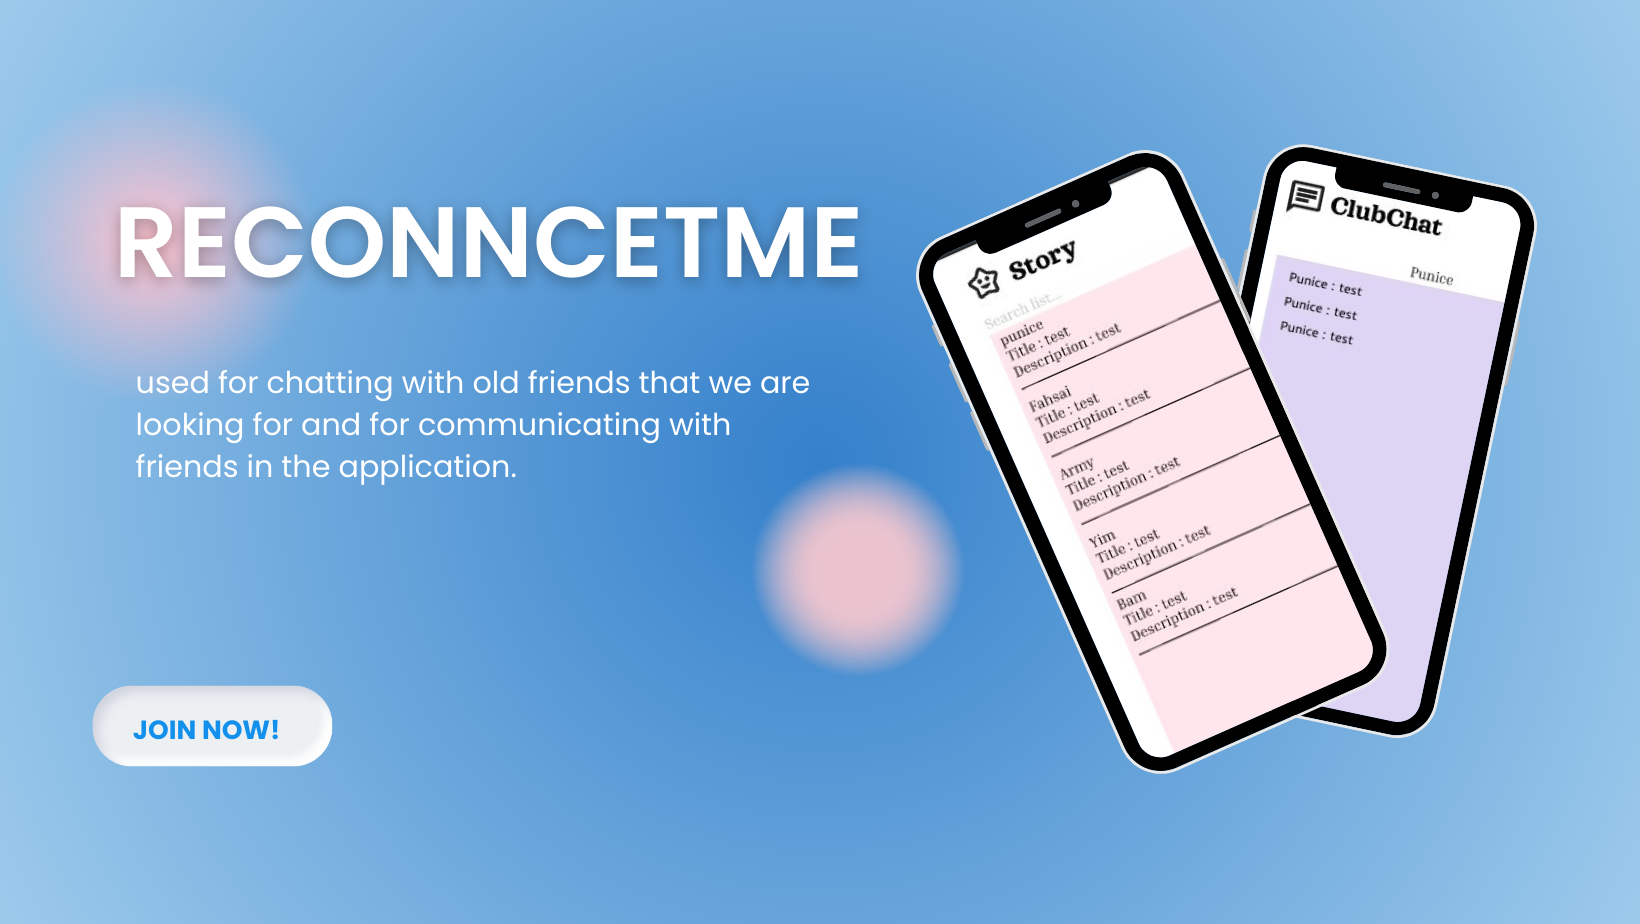 RECONNCETME
used for chatting with old friends that we are
looking for and for communicating with
friends in the application.
JOIN NOW!
Story
Search list...
punice
Title : test
Description : test
Fahsai
Title : test
Description : test
Army
Title : test
Description : test
Yim
Title : test
Description : test
Bam
Title : test
Description : test
ClubChat
Punice
Punice : test
Punice : test
Punice : test